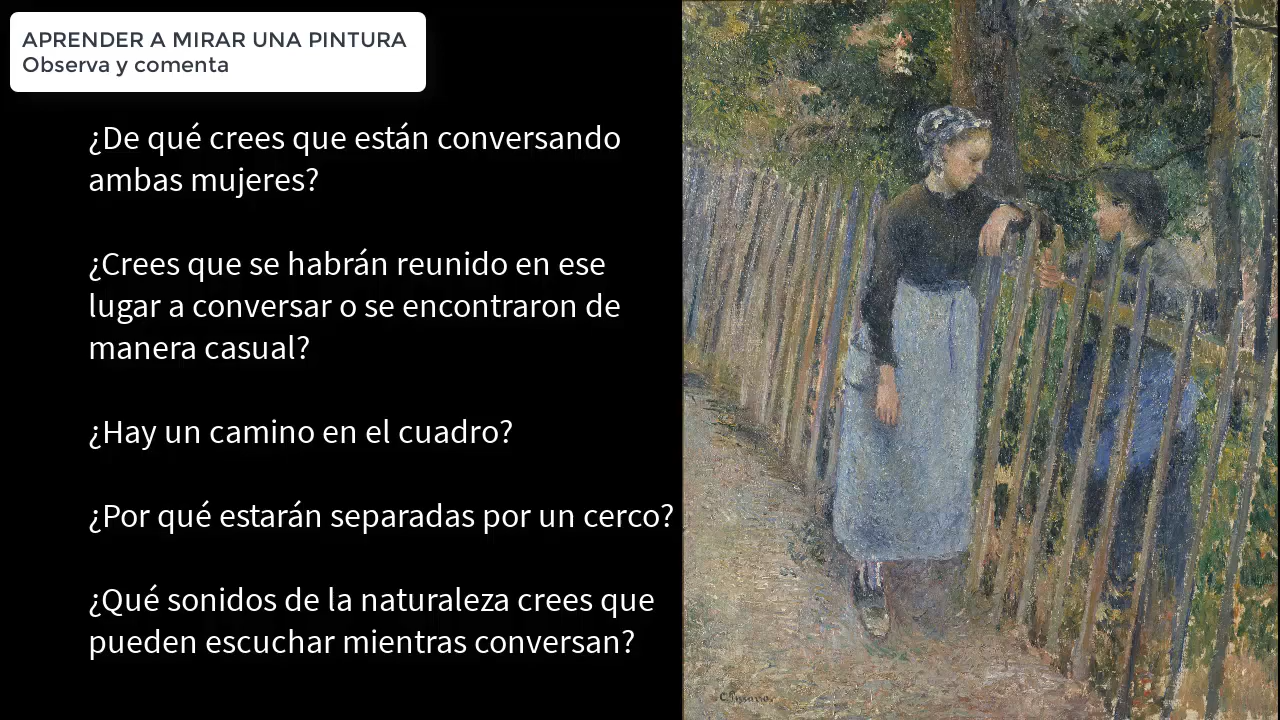 APRENDER A MIRAR UNA PINTURA
Observa y comenta
¿De qué crees que están conversando
ambas mujeres?
¿Crees que se habrán reunido en ese
lugar a conversar o se encontraron de
manera casual?
¿Hay un camino en el cuadro?
¿Por qué estarán separadas por un cerco?
¿Qué sonidos de la naturaleza crees que
pueden escuchar mientras conversan?
C. Pissarro.